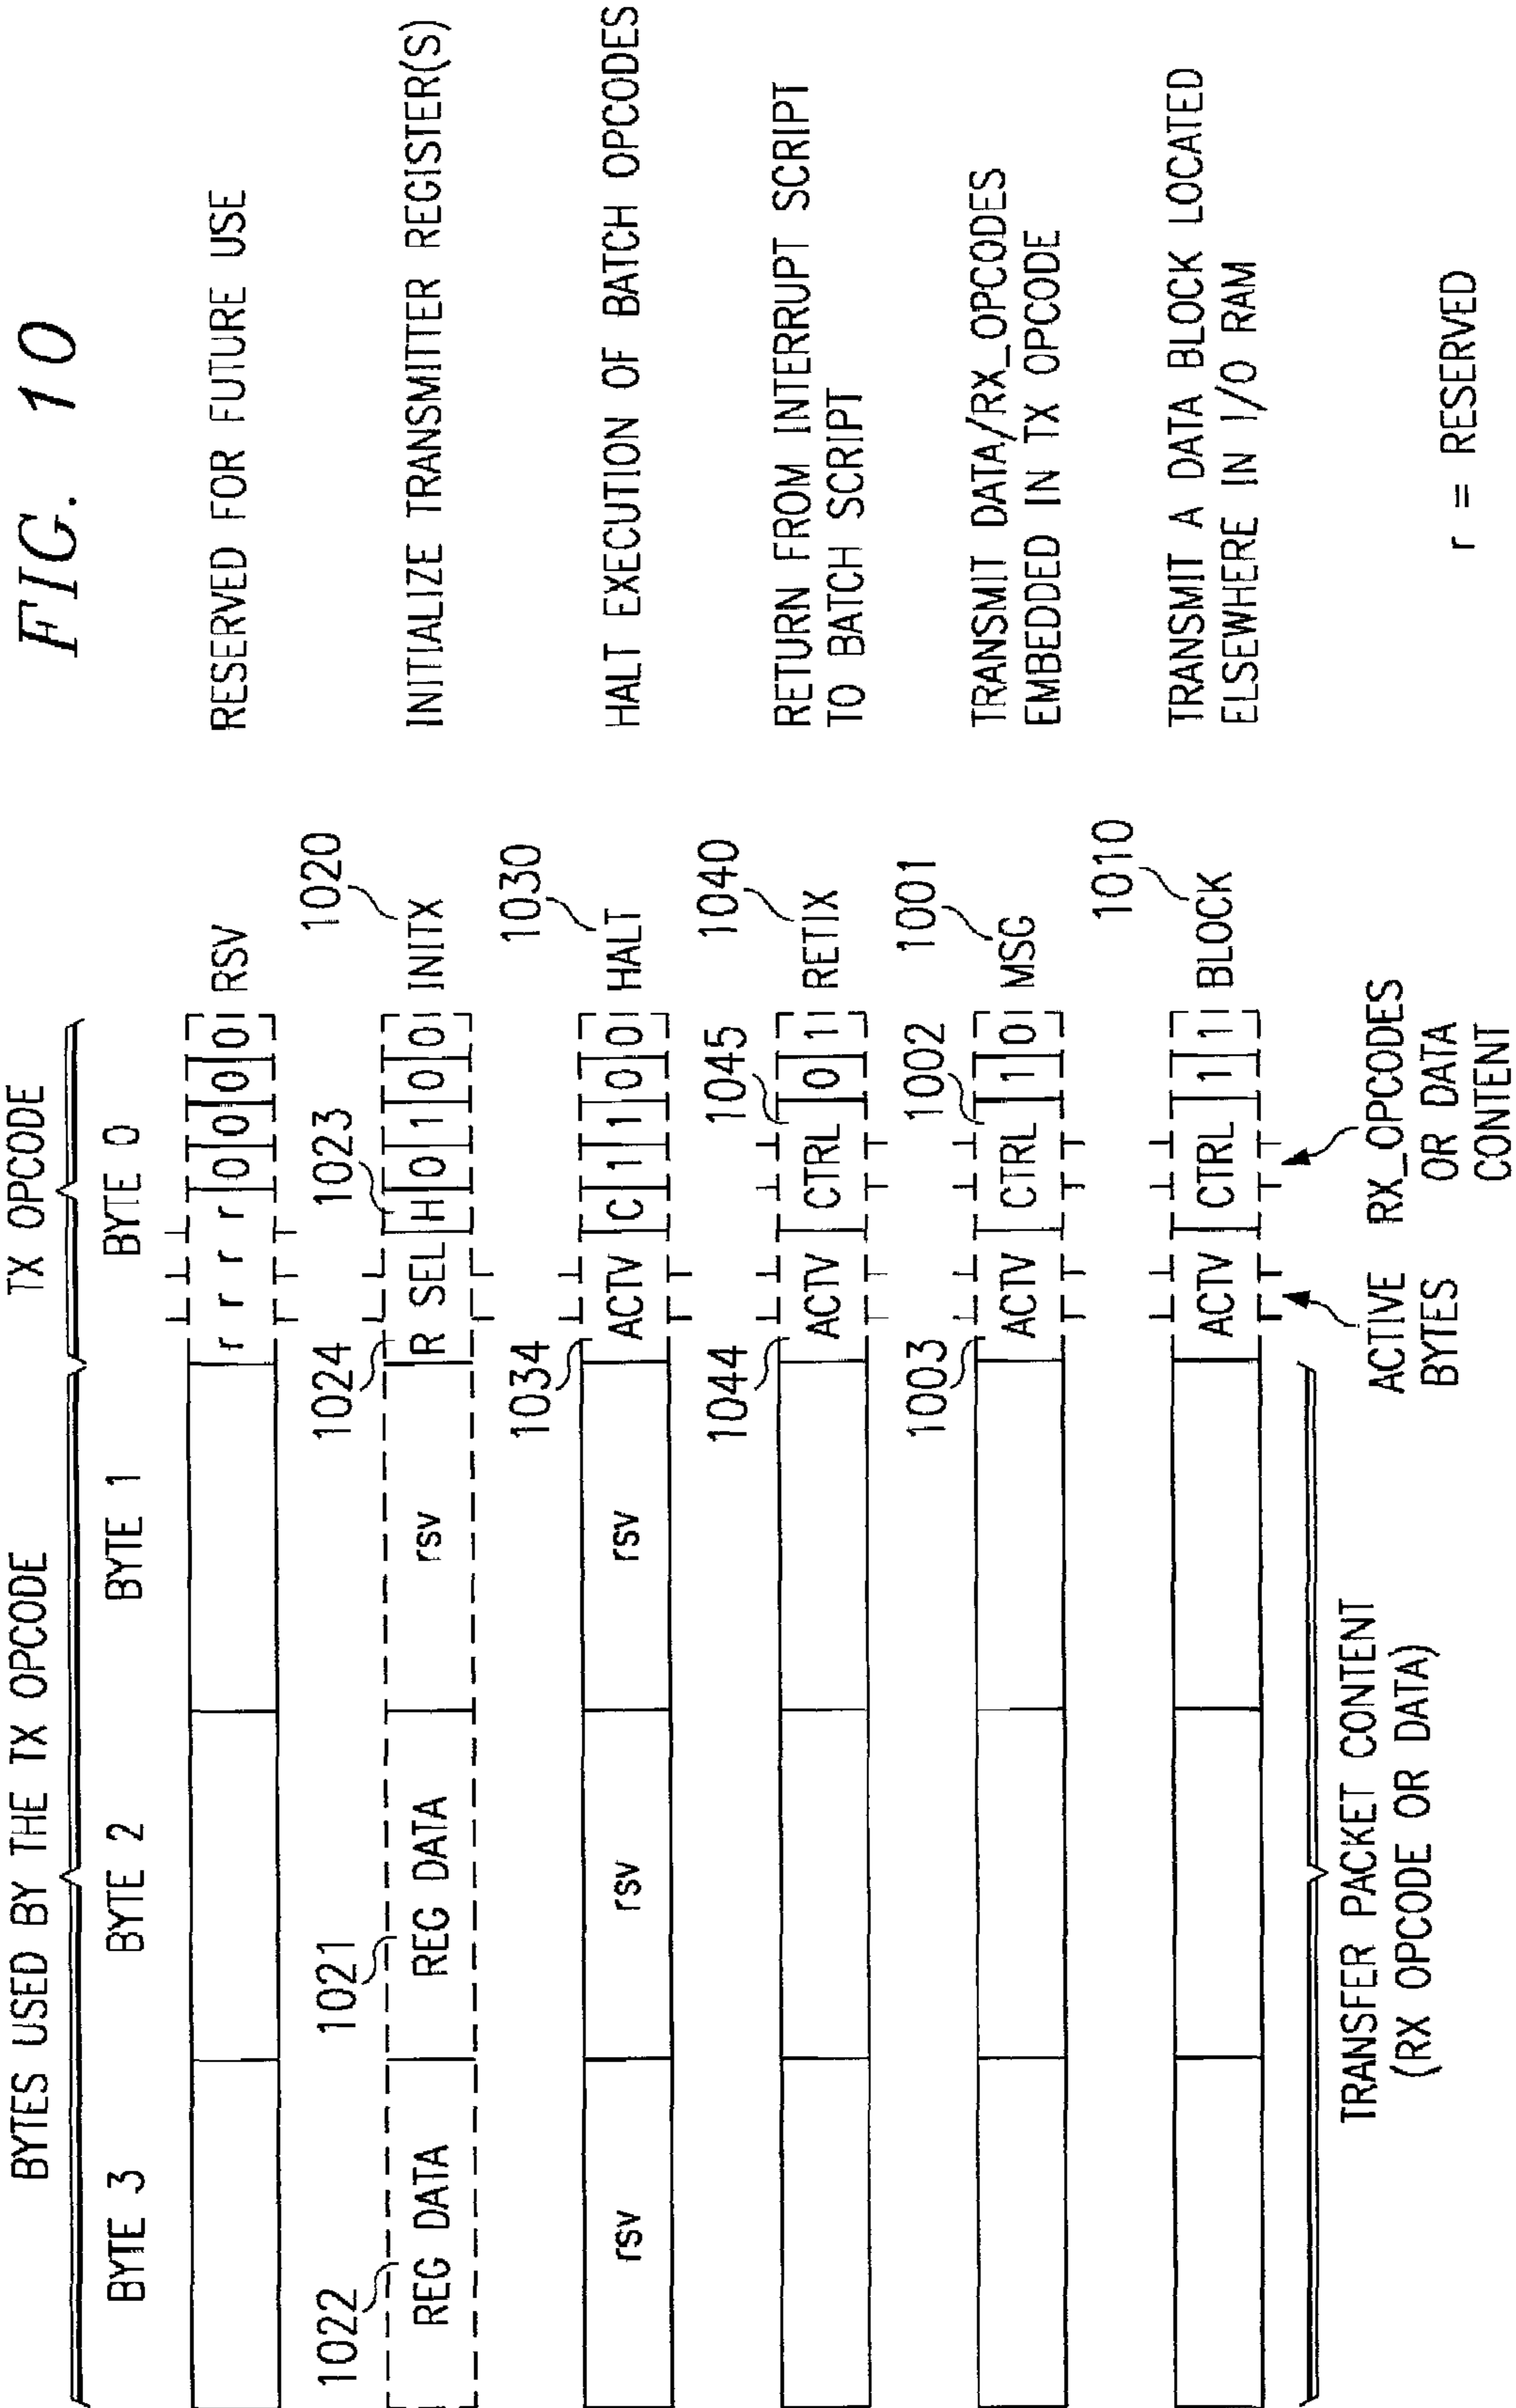 FIG. 10
BYTES USED BY THE TX OPCODE
TX OPCODE
BYTE 3 BYTE 2 BYTE 1 BYTE 0
r r r r 0 0 0 0 RSV RESERVED FOR FUTURE USE
1022 1021 1024 1023 1020
REG DATA REG DATA rsv R SEL H 0 1 0 0 INITX INITIALIZE TRANSMITTER REGISTER(S)
1034 1030
rsv rsv rsv ACTV C 1 1 0 0 HALT HALT EXECUTION OF BATCH OPCODES
1044 1045 1040
ACTV CTRL 0 1 RETIX RETURN FROM INTERRUPT SCRIPT
TO BATCH SCRIPT
1003 1002 1001
ACTV CTRL 1 0 MSG TRANSMIT DATA/RX_OPCODES
EMBEDDED IN TX OPCODE
1010
ACTV CTRL 1 1 BLOCK TRANSMIT A DATA BLOCK LOCATED
ELSEWHERE IN I/O RAM
TRANSFER PACKET CONTENT
(RX OPCODE OR DATA)
ACTIVE
BYTES
RX_OPCODES
OR DATA
CONTENT
r = RESERVED